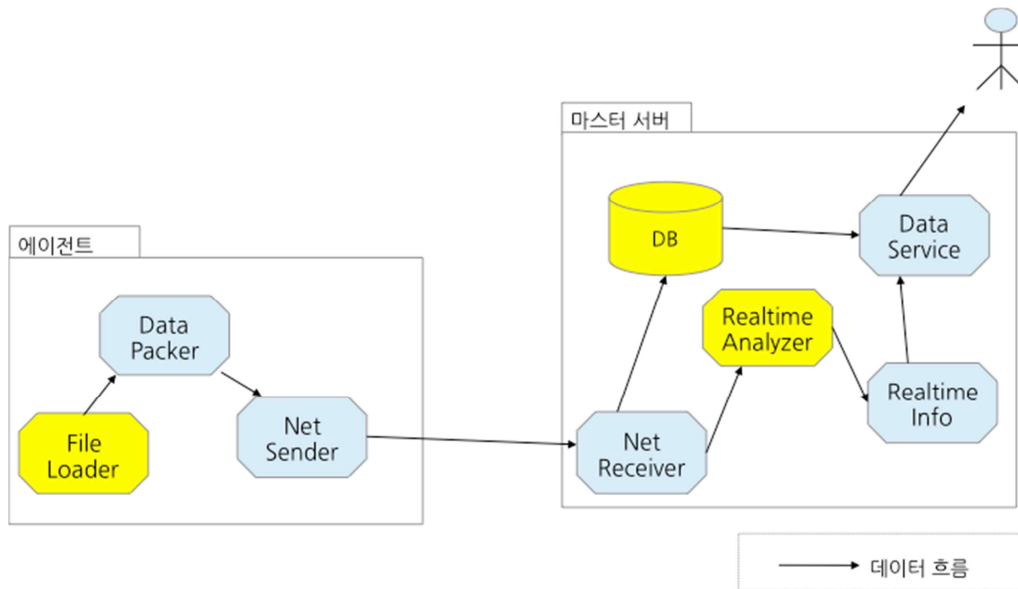 마스터 서버
DB
Data
Service
에이전트
Realtime
Analyzer
Data
Packer
Realtime
Info
File
Loader
Net
Sender
Net
Receiver
데이터 흐름